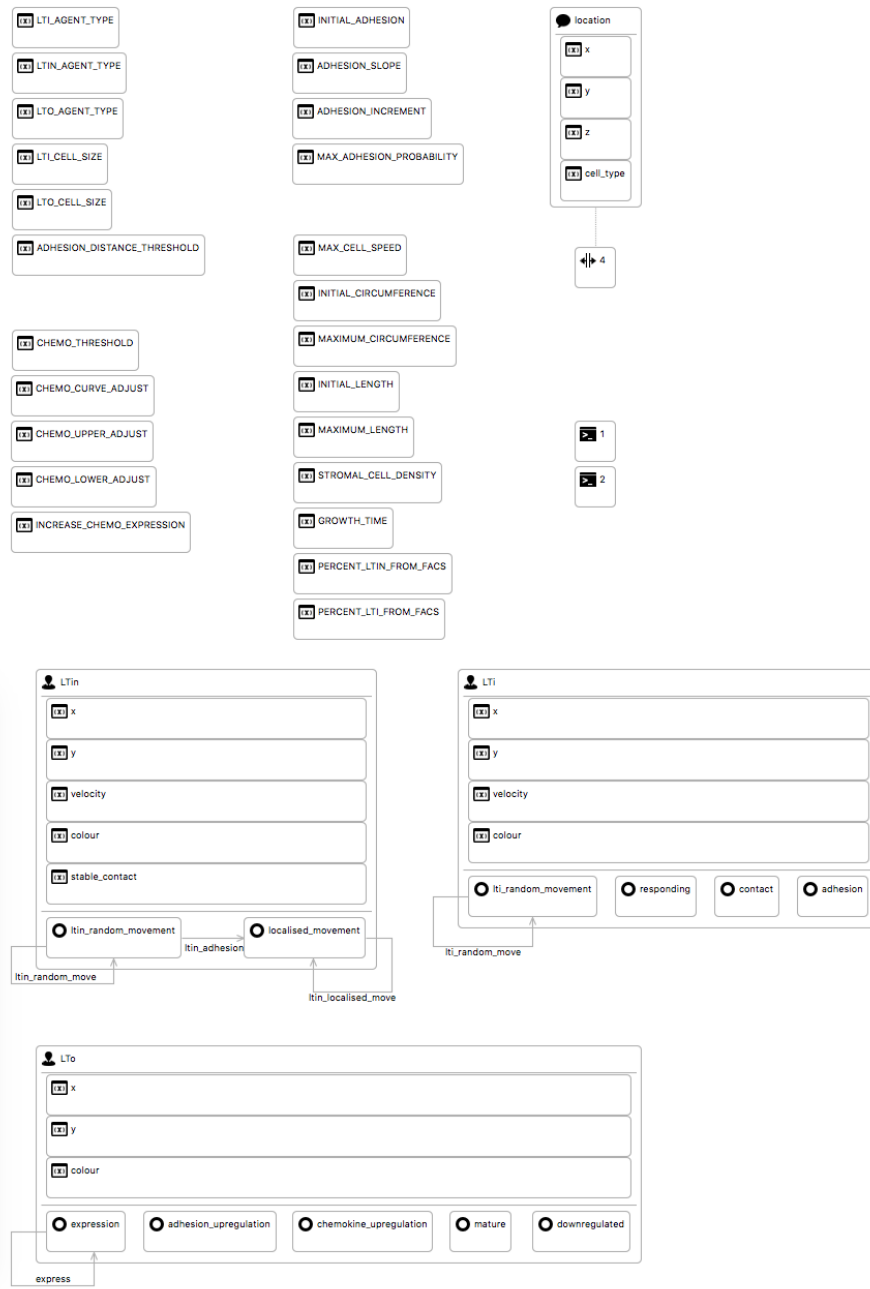 LTI_AGENT_TYPE
LTIN_AGENT_TYPE
LTO_AGENT_TYPE
LTI_CELL_SIZE
LTO_CELL_SIZE
ADHESION_DISTANCE_THRESHOLD
CHEMO_THRESHOLD
CHEMO_CURVE_ADJUST
CHEMO_UPPER_ADJUST
CHEMO_LOWER_ADJUST
INCREASE_CHEMO_EXPRESSION
INITIAL_ADHESION
ADHESION_SLOPE
ADHESION_INCREMENT
MAX_ADHESION_PROBABILITY
MAX_CELL_SPEED
INITIAL_CIRCUMFERENCE
MAXIMUM_CIRCUMFERENCE
INITIAL_LENGTH
MAXIMUM_LENGTH
STROMAL_CELL_DENSITY
GROWTH_TIME
PERCENT_LTIN_FROM_FACS
PERCENT_LTI_FROM_FACS
location
x
y
z
cell_type
4
1
2
LTin
x
y
velocity
colour
stable_contact
ltin_random_movement
ltin_adhesion
localised_movement
ltin_random_move
ltin_localised_move
LTi
x
y
velocity
colour
lti_random_movement
responding
contact
adhesion
lti_random_move
LTo
x
y
colour
expression
adhesion_upregulation
chemokine_upregulation
mature
downregulated
express